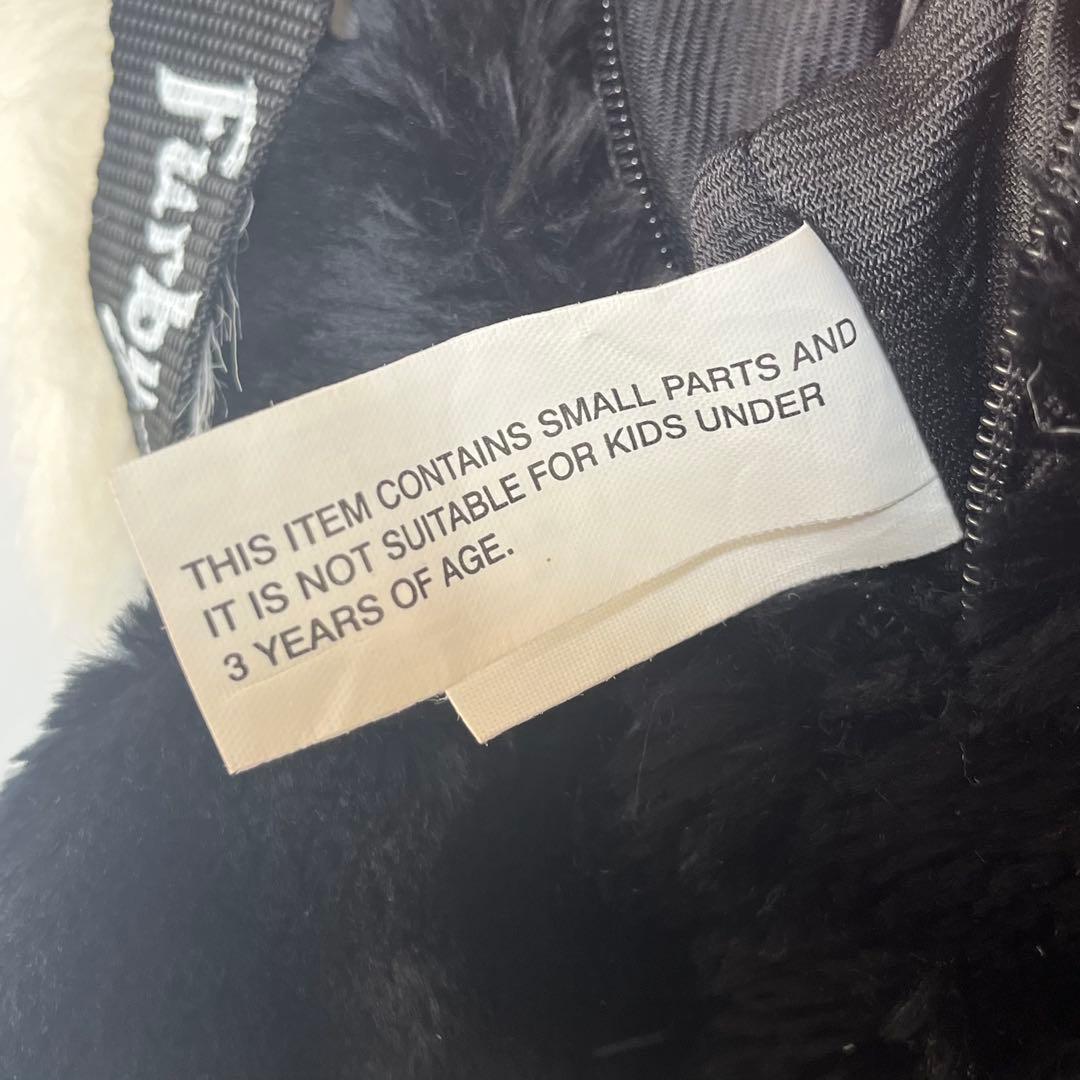 Furby
THIS ITEM CONTAINS SMALL PARTS AND
IT IS NOT SUITABLE FOR KIDS UNDER
3 YEARS OF AGE.